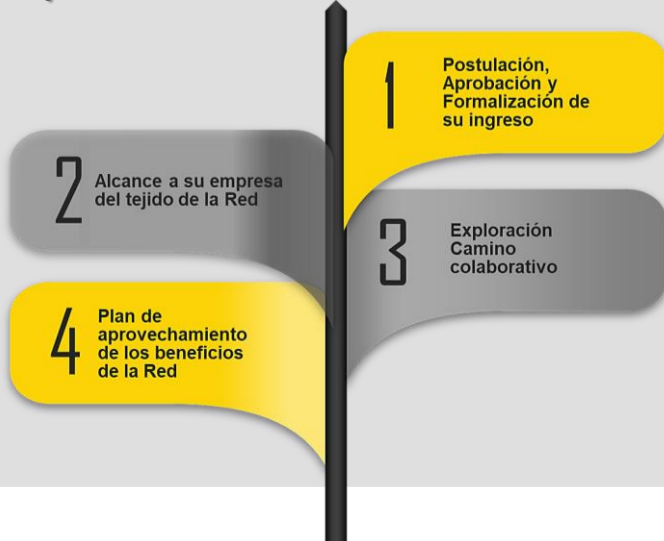 1
Postulación,
Aprobación y
Formalización de
su ingreso
2
Alcance a su empresa
del tejido de la Red
3
Exploración
Camino
colaborativo
4
Plan de
aprovechamiento
de los beneficios
de la Red